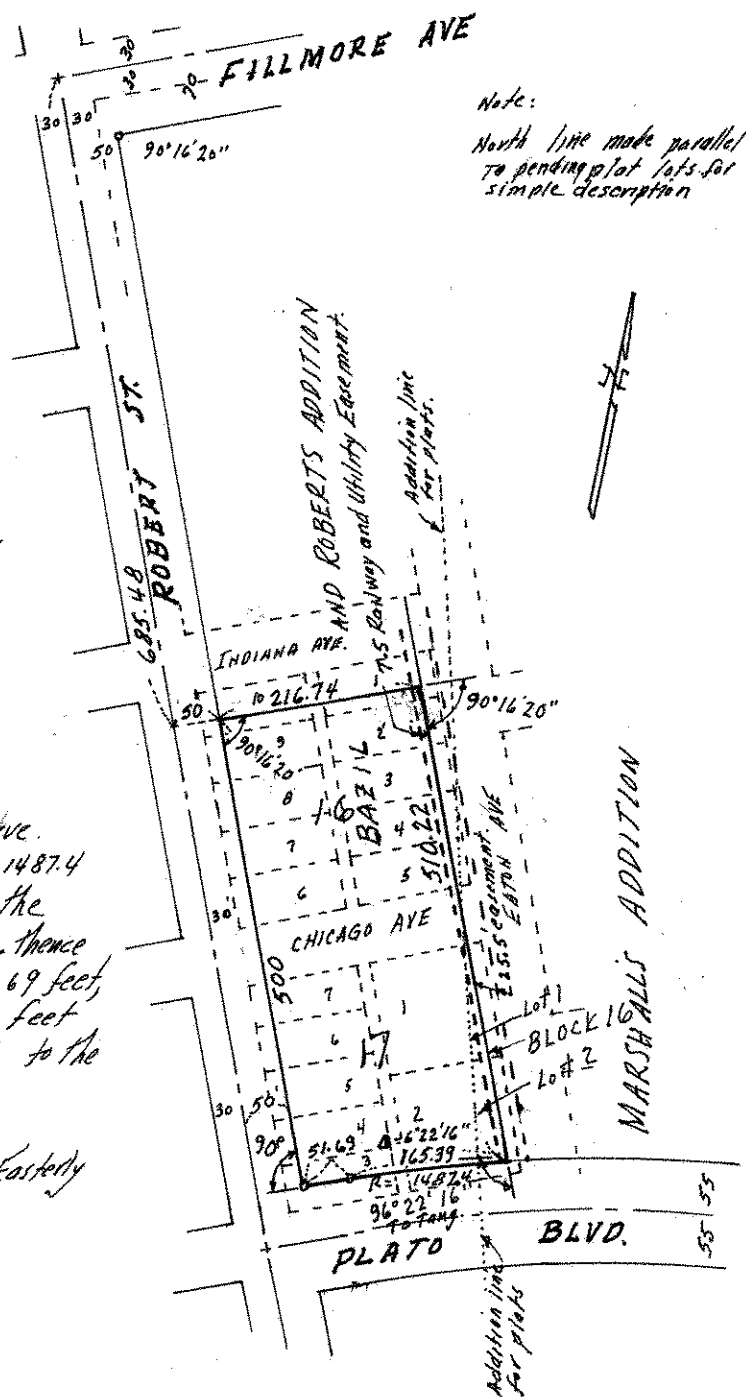 FILLMORE AVE
30
30
30
30
30
50
90°16'20"
Note:
North line made parallel
To pending plat lots for
simple description
ROBERT ST.
685.48
AND ROBERTS ADDITION
Railway and Utility Easement.
Addition line
for plats.
INDIANA AVE.
50
10
216.74
90°16'20"
90°16'20"
9
8
7
6
16
BAZIL
2
3
4
5
510.22
CHICAGO AVE
25.5 easement
EATON AVE
MARSHALL'S ADDITION
ve.
1487.4
the
thence
69 feet,
feet
to the
Easterly
30
500
7
6
5
4
3
17
1
2
Lot 1
BLOCK 16
Lot 2
30
50
90°
51.69
Δ=6°22'16"
165.39
R=1487.4
96°22'16"
To Tang.
PLATO BLVD.
55
55
Addition line
for plats